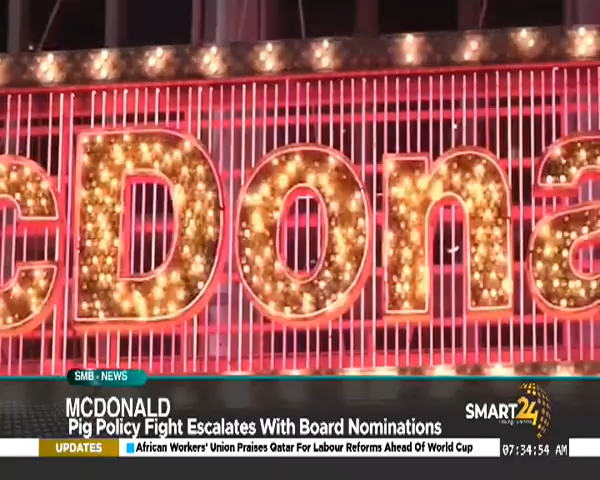 cDona
SMB - NEWS
MCDONALD
Pig Policy Fight Escalates With Board Nominations
SMART24
UPDATES
African Workers' Union Praises Qatar For Labour Reforms Ahead Of World Cup
07:34:54 AM